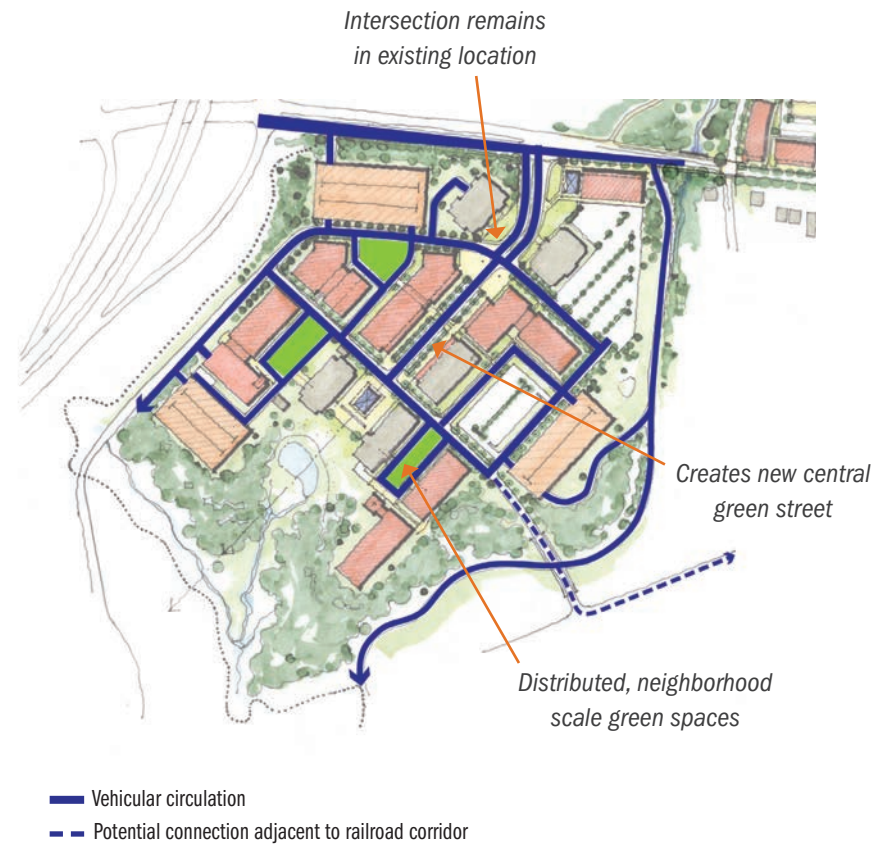 Intersection remains
in existing location
Creates new central
green street
Distributed, neighborhood
scale green spaces
Vehicular circulation
Potential connection adjacent to railroad corridor